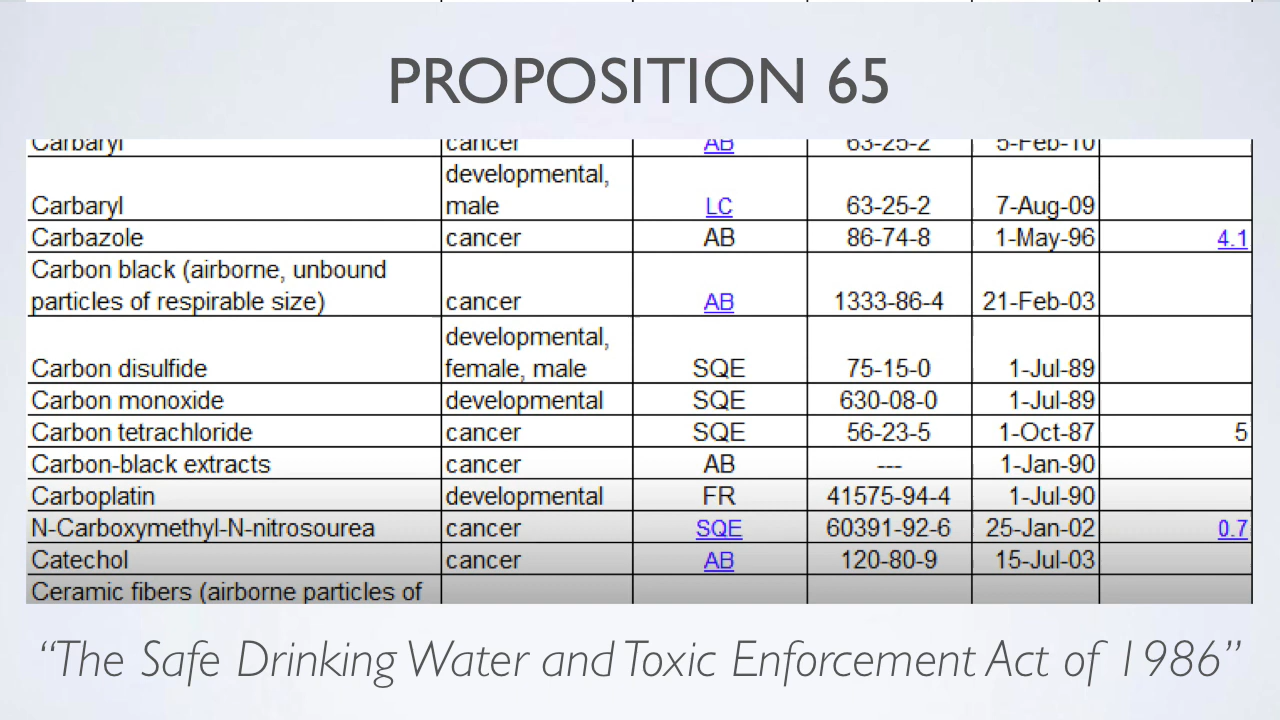 PROPOSITION 65
Carbaryl cancer AB 63-25-2 5-Feb-10
developmental,
Carbaryl male LC 63-25-2 7-Aug-09
Carbazole cancer AB 86-74-8 1-May-96 4.1
Carbon black (airborne, unbound
particles of respirable size) cancer AB 1333-86-4 21-Feb-03
developmental,
Carbon disulfide female, male SQE 75-15-0 1-Jul-89
Carbon monoxide developmental SQE 630-08-0 1-Jul-89
Carbon tetrachloride cancer SQE 56-23-5 1-Oct-87 5
Carbon-black extracts cancer AB --- 1-Jan-90
Carboplatin developmental FR 41575-94-4 1-Jul-90
N-Carboxymethyl-N-nitrosourea cancer SQE 60391-92-6 25-Jan-02 0.7
Catechol cancer AB 120-80-9 15-Jul-03
Ceramic fibers (airborne particles of
“The Safe Drinking Water and Toxic Enforcement Act of 1986”